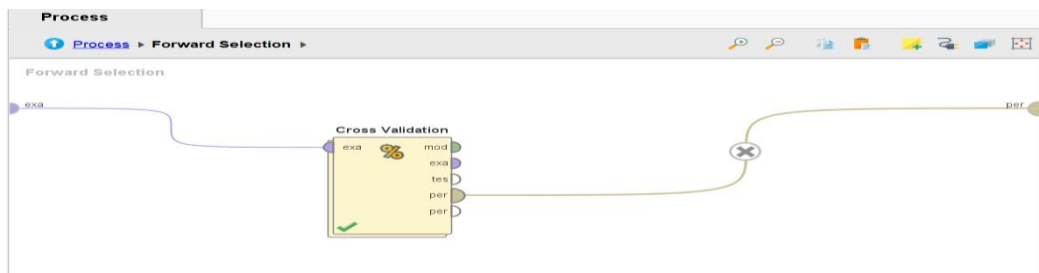 Process
Process ▸ Forward Selection ▸
Forward Selection
exa
per
Cross Validation
exa
%
mod
exa
tes
per
per